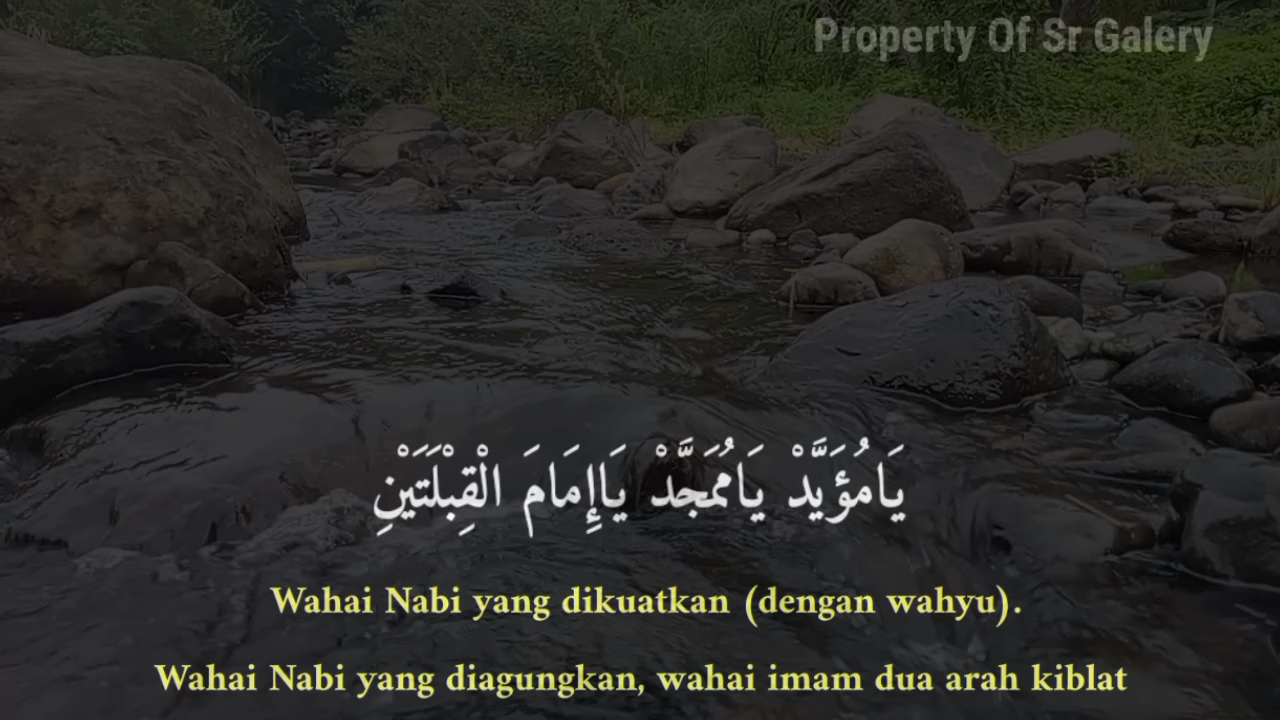 Property Of Sr Galery
يَامُؤَيَّدْ يَامُمَجَّدْ يَاإِمَامَ الْقِبْلَتَيْنِ
Wahai Nabi yang dikuatkan (dengan wahyu).
Wahai Nabi yang diagungkan, wahai imam dua arah kiblat